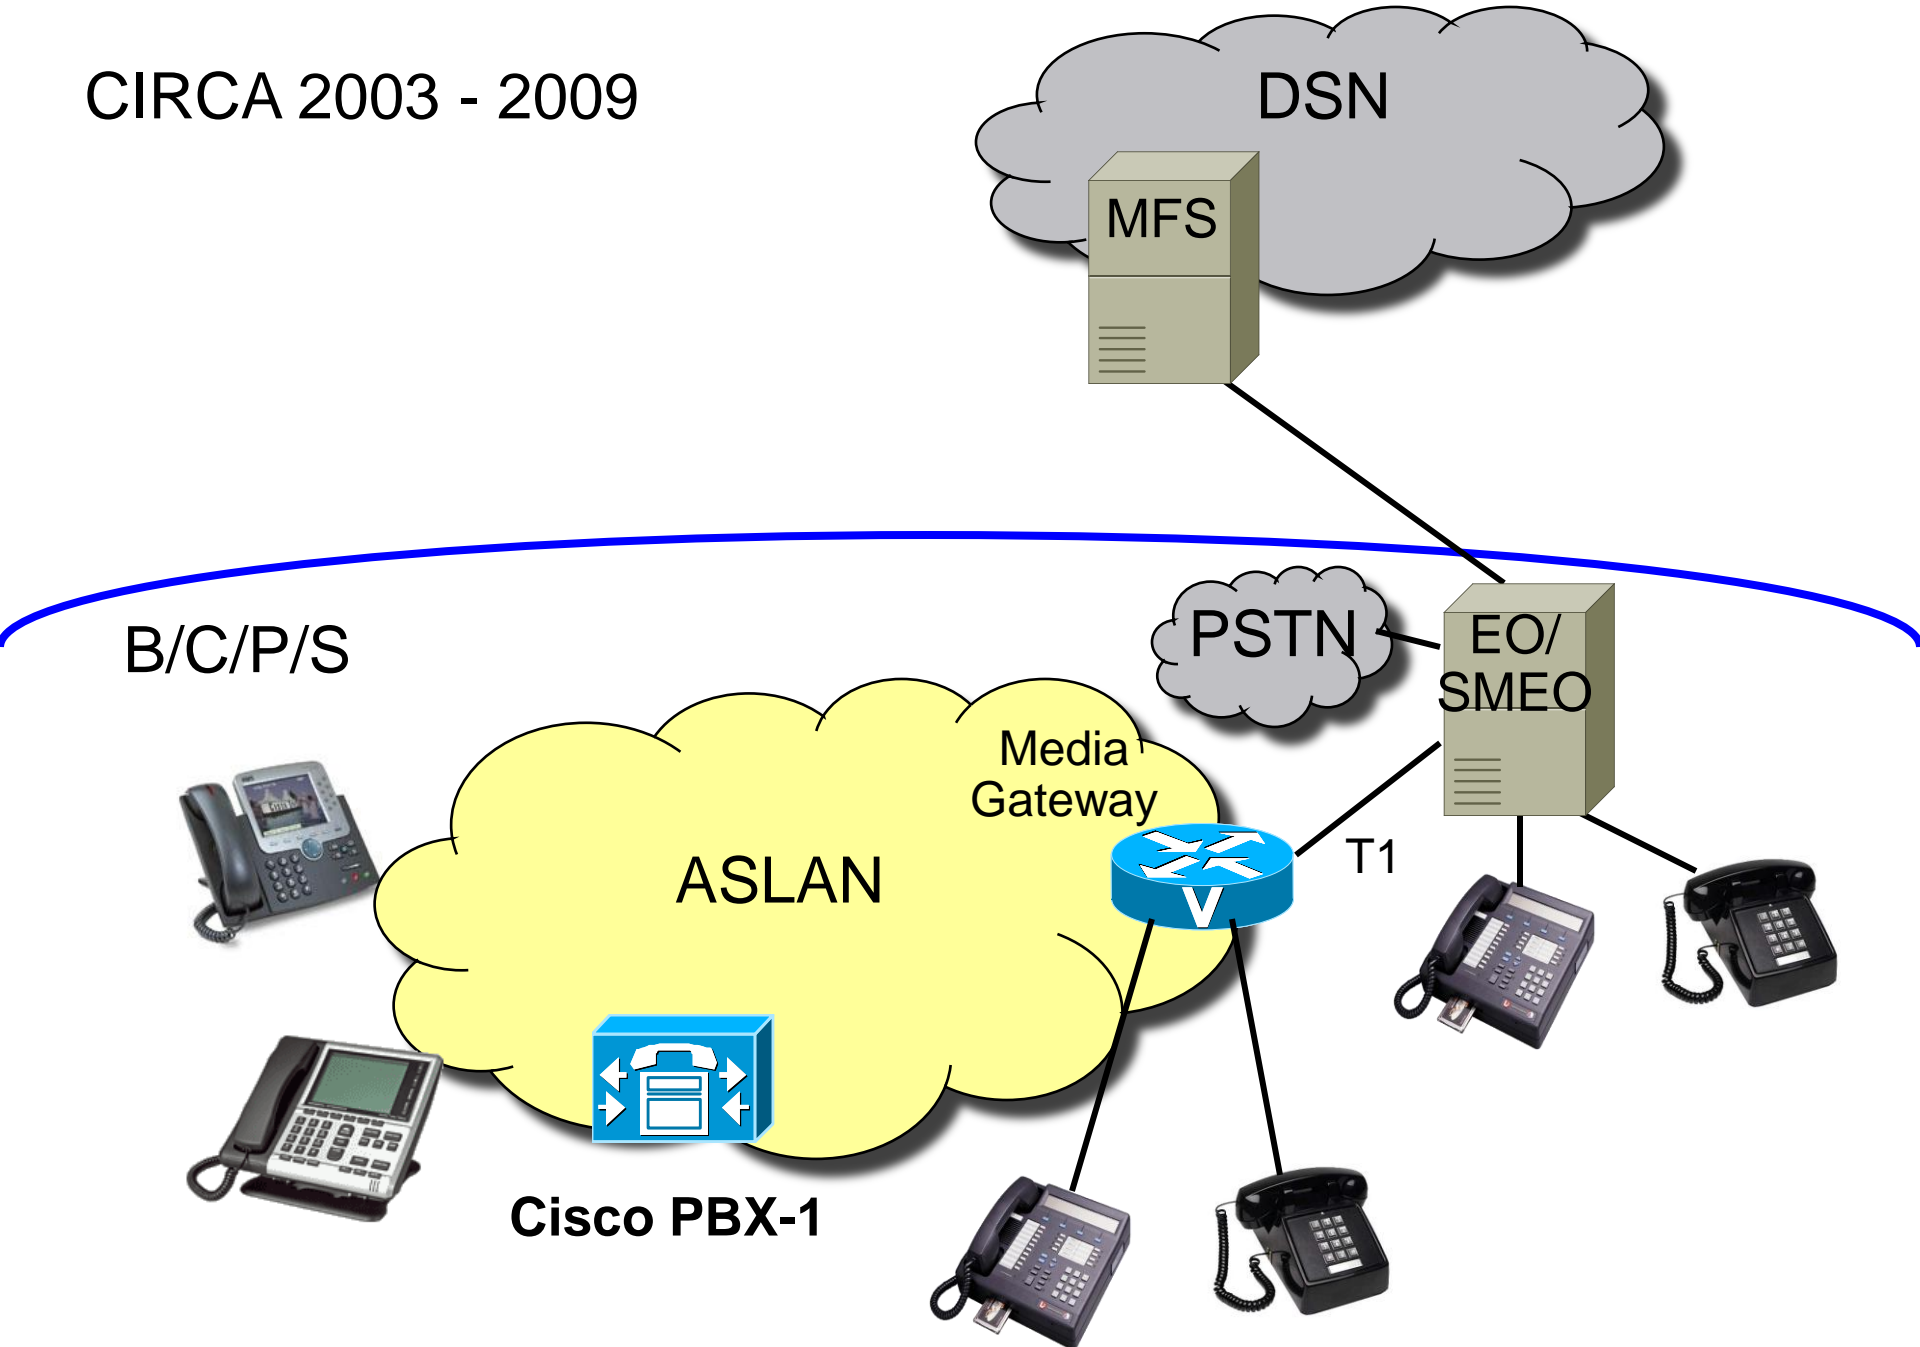 CIRCA 2003 - 2009
DSN
MFS
B/C/P/S
PSTN
EO/
SMEO
Media
Gateway
T1
ASLAN
V
Cisco PBX-1